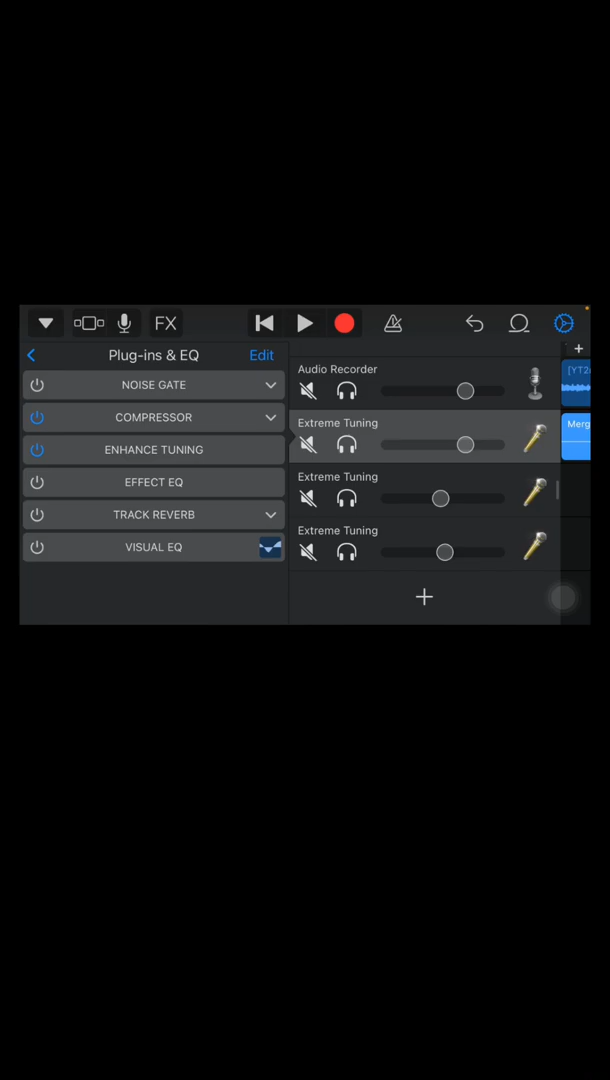 FX
Plug-ins & EQ
Edit
NOISE GATE
COMPRESSOR
ENHANCE TUNING
EFFECT EQ
TRACK REVERB
VISUAL EQ
Audio Recorder
Extreme Tuning
Extreme Tuning
Extreme Tuning
+
+
[YT2
Merg